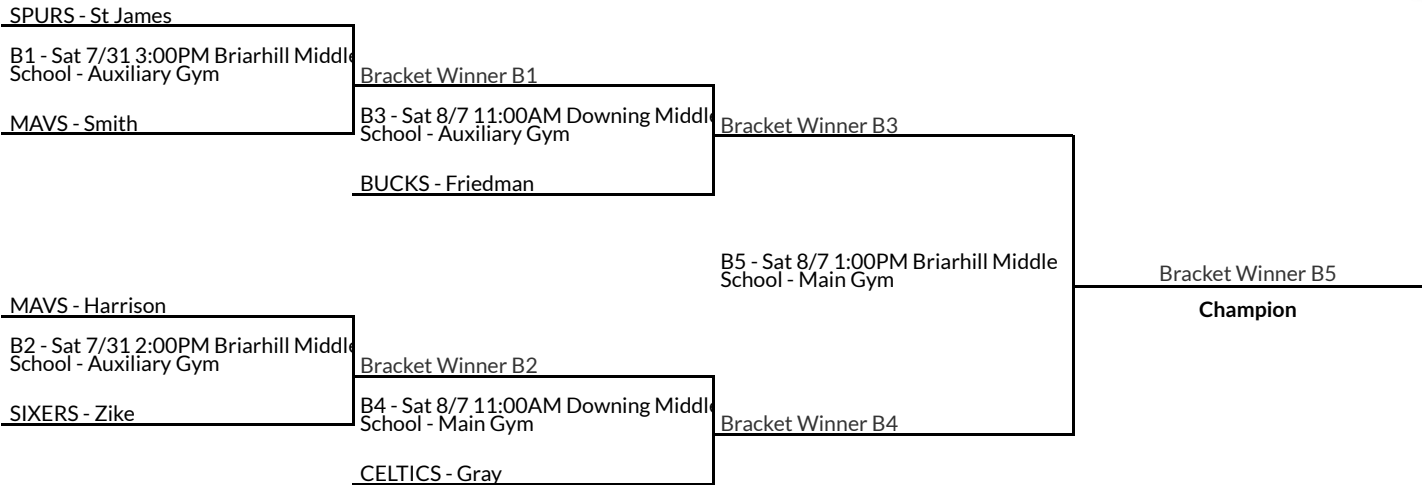 SPURS - St James
B1 - Sat 7/31 3:00PM Briarhill Middle
School - Auxiliary Gym
MAVS - Smith
Bracket Winner B1
B3 - Sat 8/7 11:00AM Downing Middle
School - Auxiliary Gym
BUCKS - Friedman
Bracket Winner B3
MAVS - Harrison
B2 - Sat 7/31 2:00PM Briarhill Middle
School - Auxiliary Gym
SIXERS - Zike
Bracket Winner B2
B4 - Sat 8/7 11:00AM Downing Middle
School - Main Gym
CELTICS - Gray
Bracket Winner B4
B5 - Sat 8/7 1:00PM Briarhill Middle
School - Main Gym
Bracket Winner B5
Champion